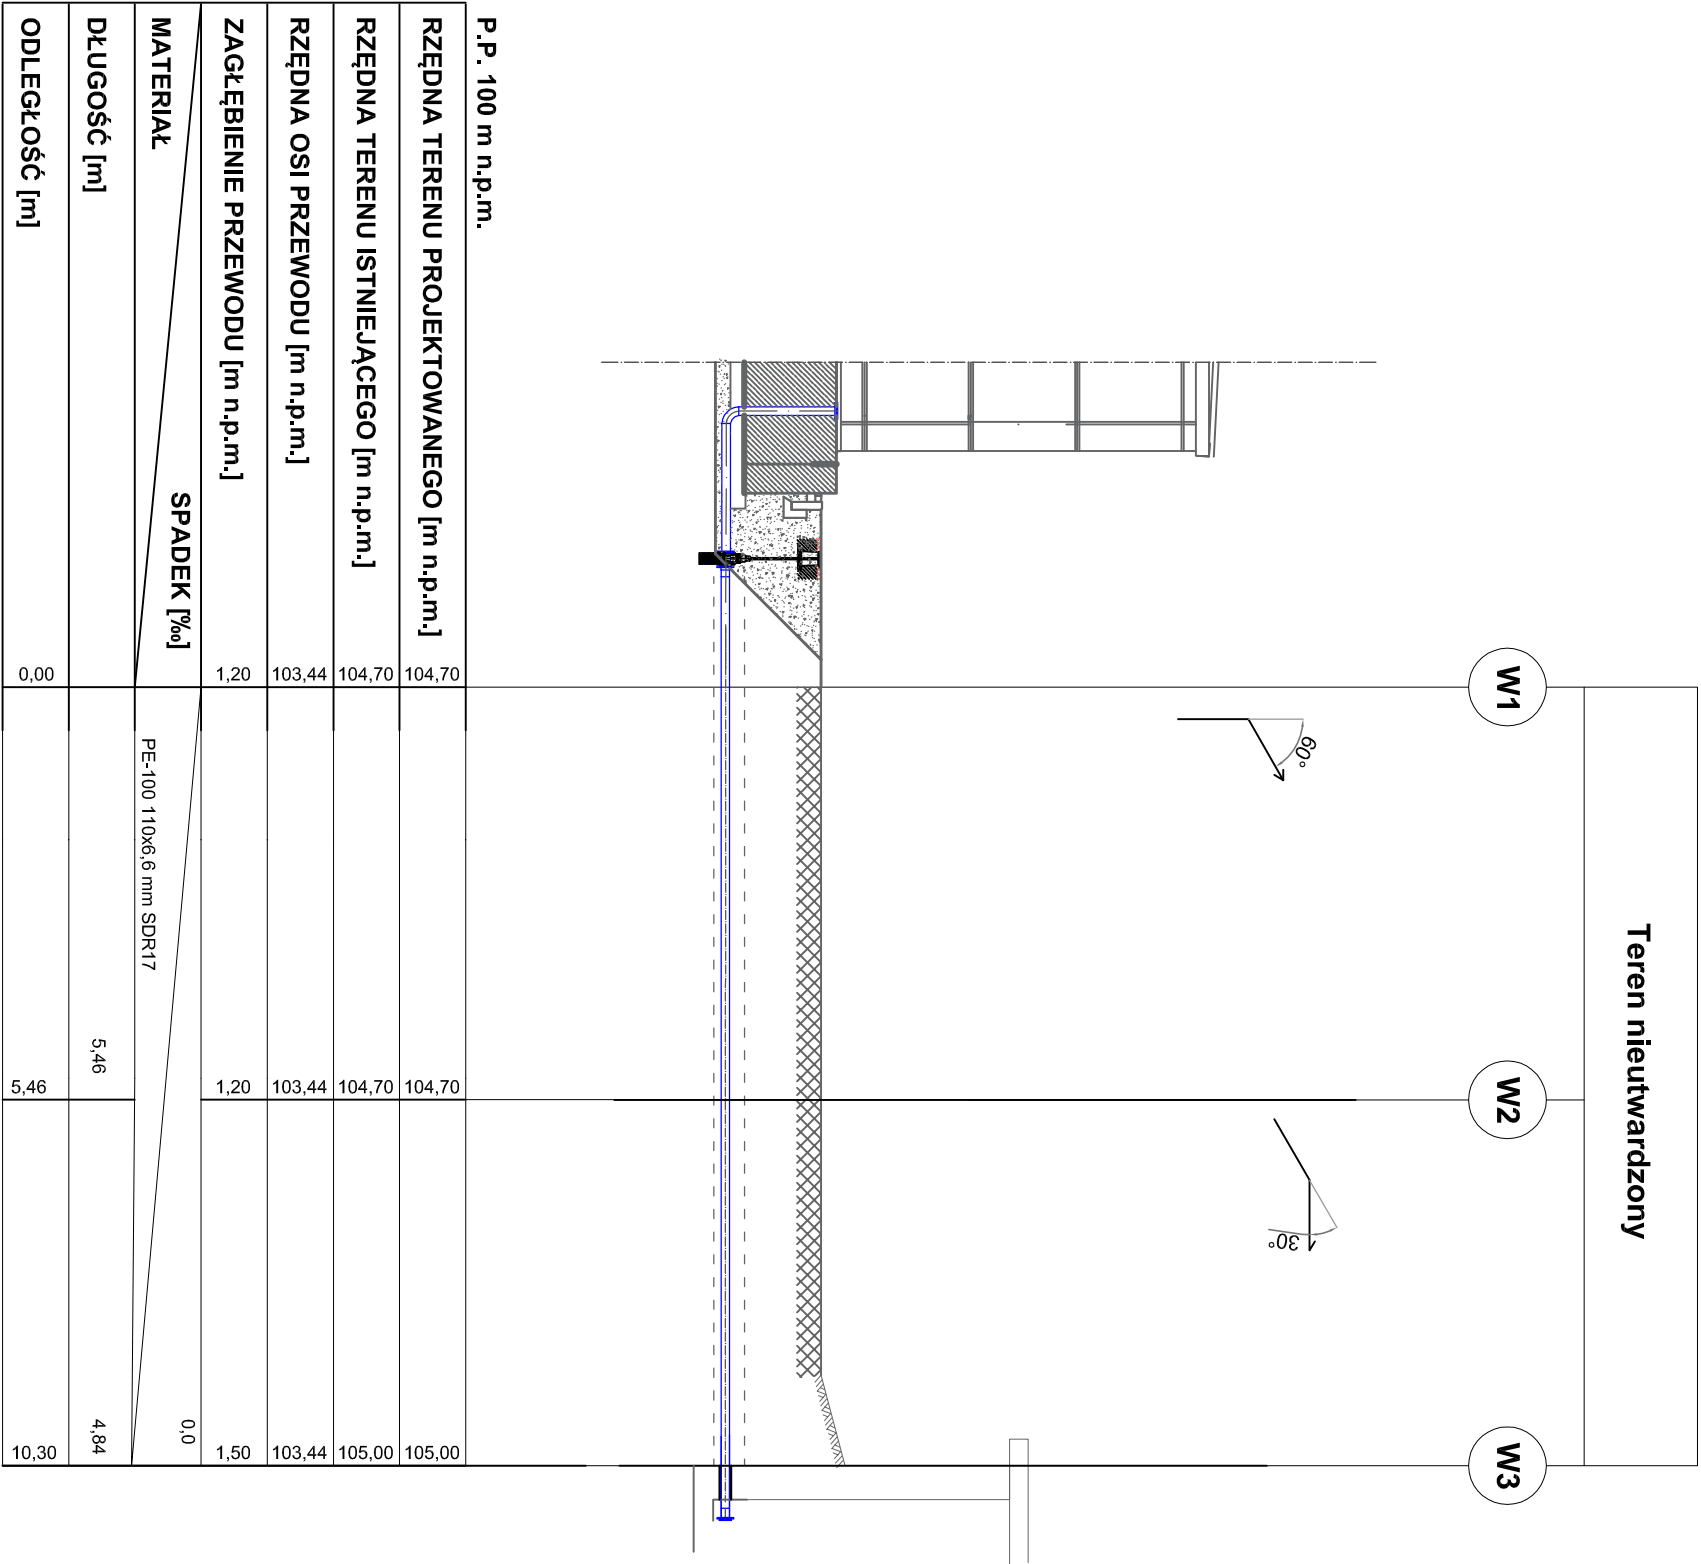 Teren nieutwardzony
W1
W2
W3
60°
30°
P.P. 100 m n.p.m.
RZĘDNA TERENU PROJEKTOWANEGO [m n.p.m.]
104,70
104,70
105,00
RZĘDNA TERENU ISTNIEJĄCEGO [m n.p.m.]
104,70
104,70
105,00
RZĘDNA OSI PRZEWODU [m n.p.m.]
103,44
103,44
103,44
ZAGŁĘBIENIE PRZEWODU [m n.p.m.]
1,20
1,20
1,50
SPADEK [‰]
0,0
MATERIAŁ
PE-100 110x6,6 mm SDR17
DŁUGOŚĆ [m]
5,46
4,84
ODLEGŁOŚĆ [m]
0,00
5,46
10,30